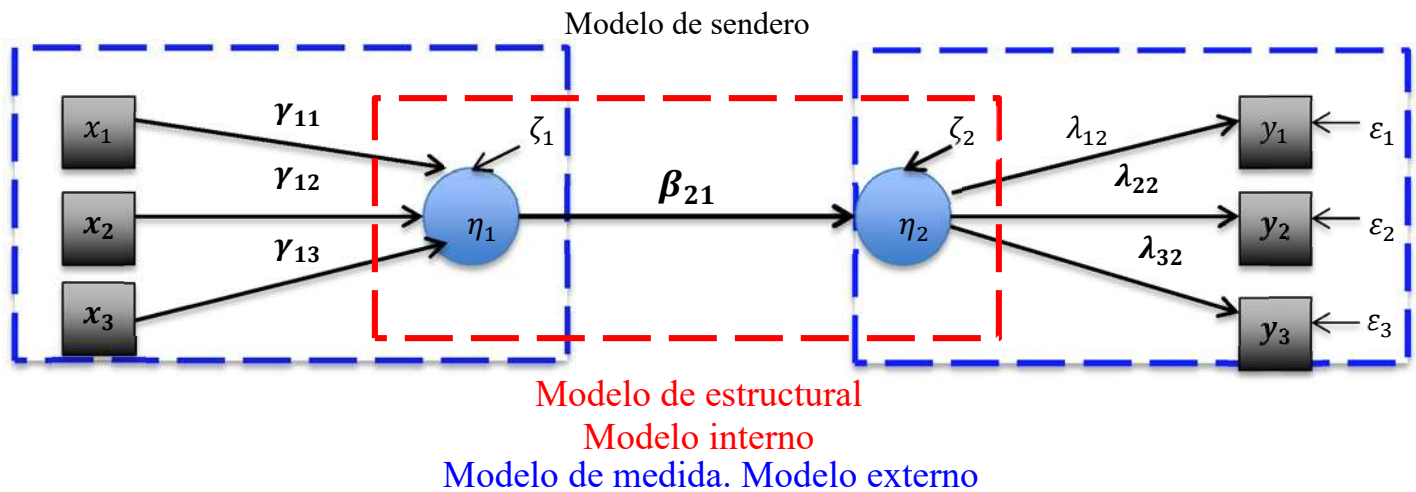 Modelo de sendero
x₁ γ₁₁ ζ₁ ζ₂ λ₁₂ y₁ ε₁
x₂ γ₁₂ η₁ β₂₁ η₂ λ₂₂ y₂ ε₂
x₃ γ₁₃ λ₃₂ y₃ ε₃
Modelo de estructural
Modelo interno
Modelo de medida. Modelo externo